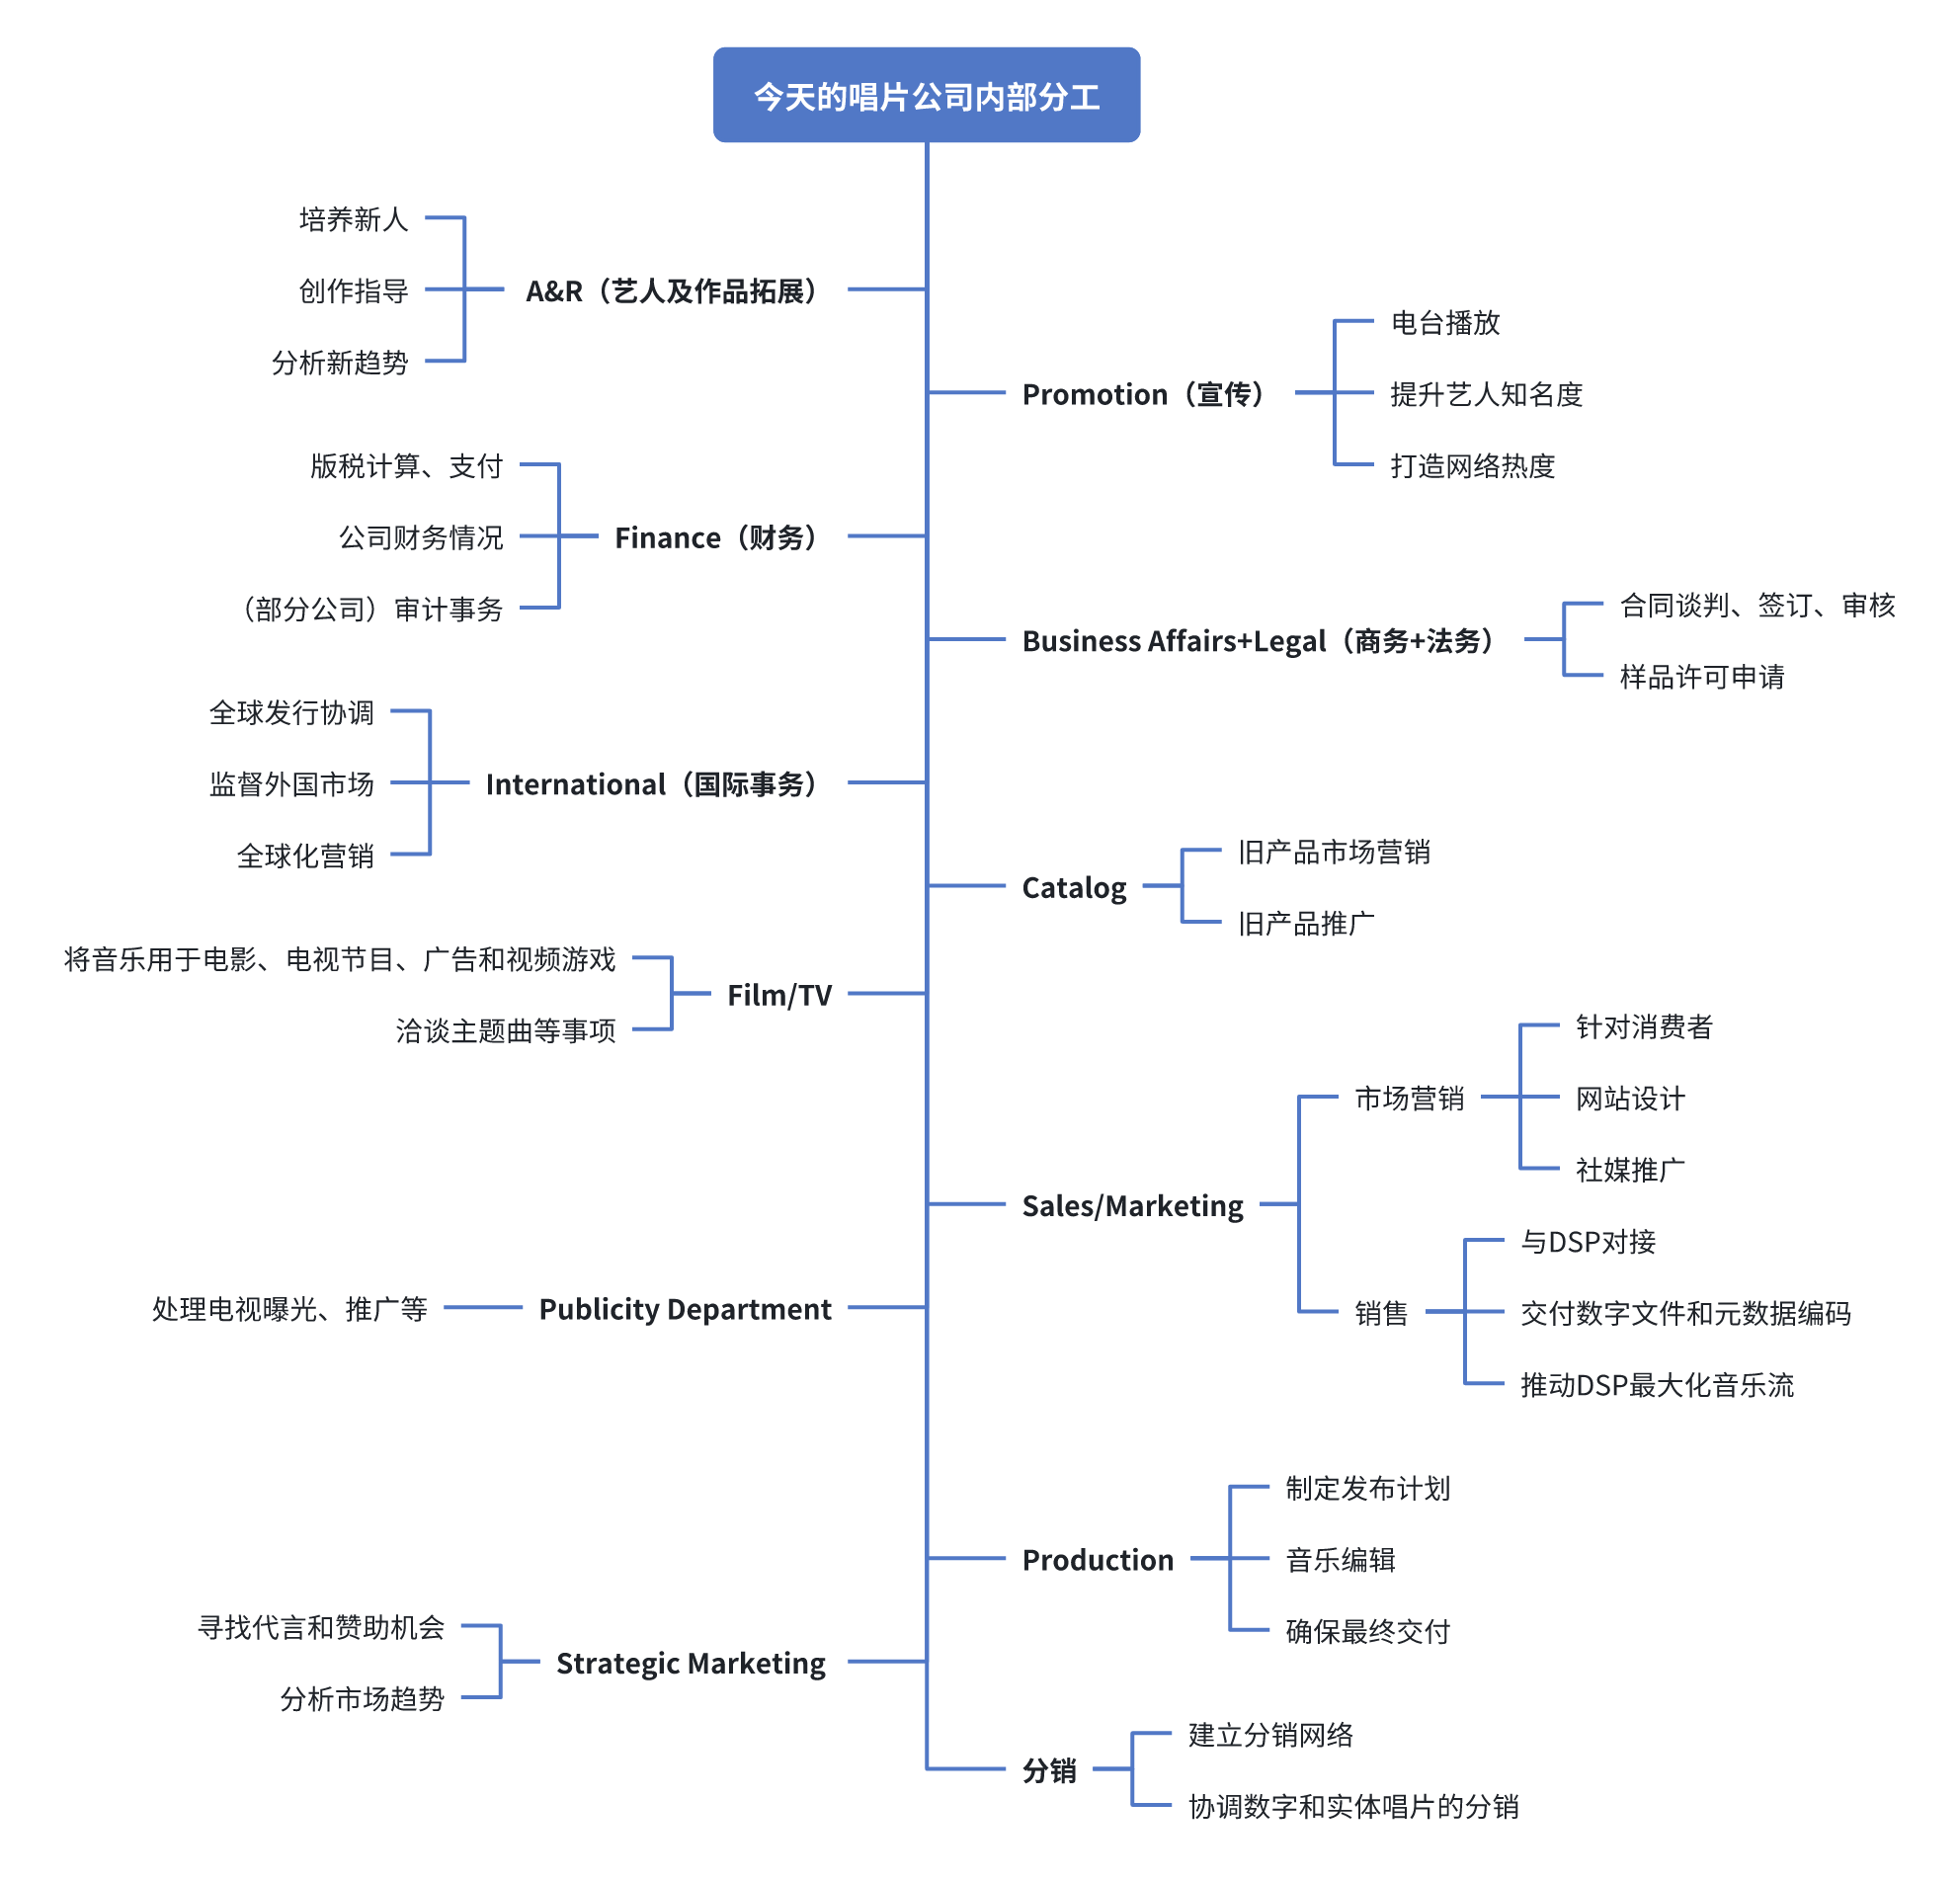 今天的唱片公司内部分工
A&R（艺人及作品拓展）
培养新人
创作指导
分析新趋势
Promotion（宣传）
电台播放
提升艺人知名度
打造网络热度
Finance（财务）
版税计算、支付
公司财务情况
（部分公司）审计事务
Business Affairs+Legal（商务+法务）
合同谈判、签订、审核
样品许可申请
International（国际事务）
全球发行协调
监督外国市场
全球化营销
Catalog
旧产品市场营销
旧产品推广
Film/TV
将音乐用于电影、电视节目、广告和视频游戏
洽谈主题曲等事项
Sales/Marketing
市场营销
针对消费者
网站设计
社媒推广
销售
与DSP对接
交付数字文件和元数据编码
推动DSP最大化音乐流
Publicity Department
处理电视曝光、推广等
Production
制定发布计划
音乐编辑
确保最终交付
Strategic Marketing
寻找代言和赞助机会
分析市场趋势
分销
建立分销网络
协调数字和实体唱片的分销